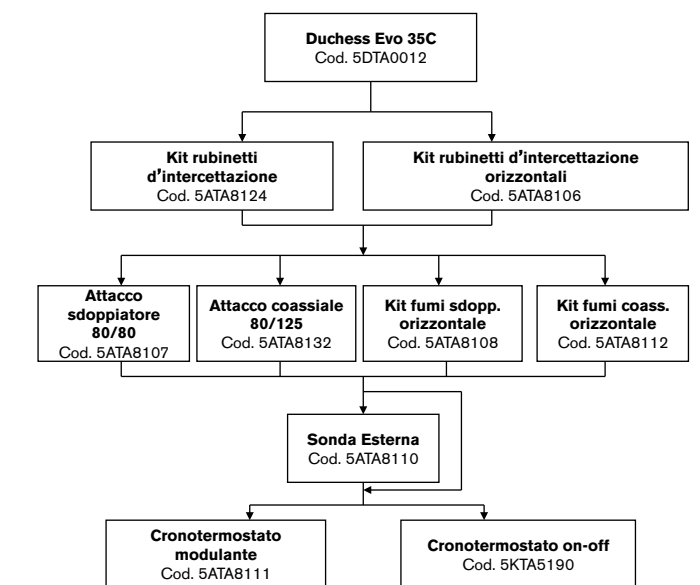 Duchess Evo 35C
Cod. 5DTA0012
Kit rubinetti
d'intercettazione
Cod. 5ATA8124
Kit rubinetti d'intercettazione
orizzontali
Cod. 5ATA8106
Attacco
sdoppiatore
80/80
Cod. 5ATA8107
Attacco coassiale
80/125
Cod. 5ATA8132
Kit fumi sdopp.
orizzontale
Cod. 5ATA8108
Kit fumi coass.
orizzontale
Cod. 5ATA8112
Sonda Esterna
Cod. 5ATA8110
Cronotermostato
modulante
Cod. 5ATA8111
Cronotermostato on-off
Cod. 5KTA5190